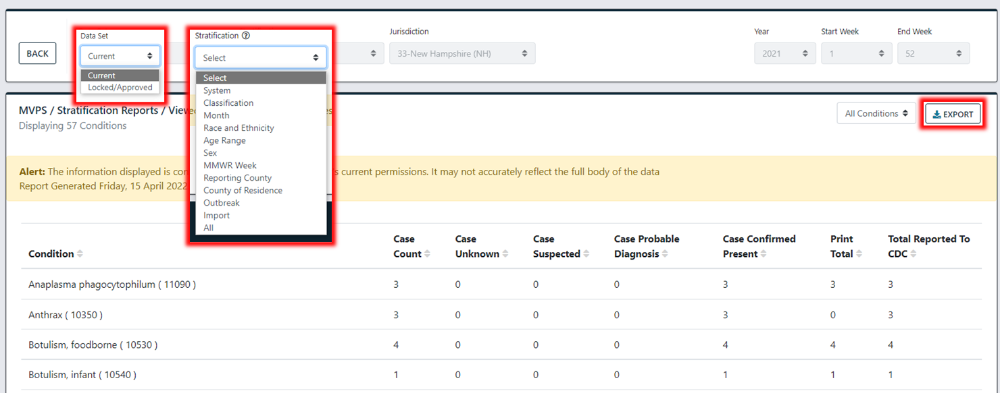 Data Set
Stratification
Jurisdiction
Year
Start Week
End Week
BACK
Current
Select
33-New Hampshire (NH)
2021
1
52
Current
Locked/Approved
Select
System
Classification
Month
Race and Ethnicity
Age Range
Sex
MMWR Week
Reporting County
County of Residence
Outbreak
Import
All
MVPS / Stratification Reports / View
All Conditions
EXPORT
Displaying 57 Conditions
Alert: The information displayed is s current permissions. It may not accurately reflect the full body of the data
Report Generated Friday, 15 April 2022
Condition
Case Count
Case Unknown
Case Suspected
Case Probable Diagnosis
Case Confirmed Present
Print Total
Total Reported To CDC
Anaplasma phagocytophilum ( 11090 ) 3 0 0 0 3 3 3
Anthrax ( 10350 ) 3 0 0 0 3 0 3
Botulism, foodborne ( 10530 ) 4 0 0 0 4 4 4
Botulism, infant ( 10540 ) 1 0 0 0 1 1 1